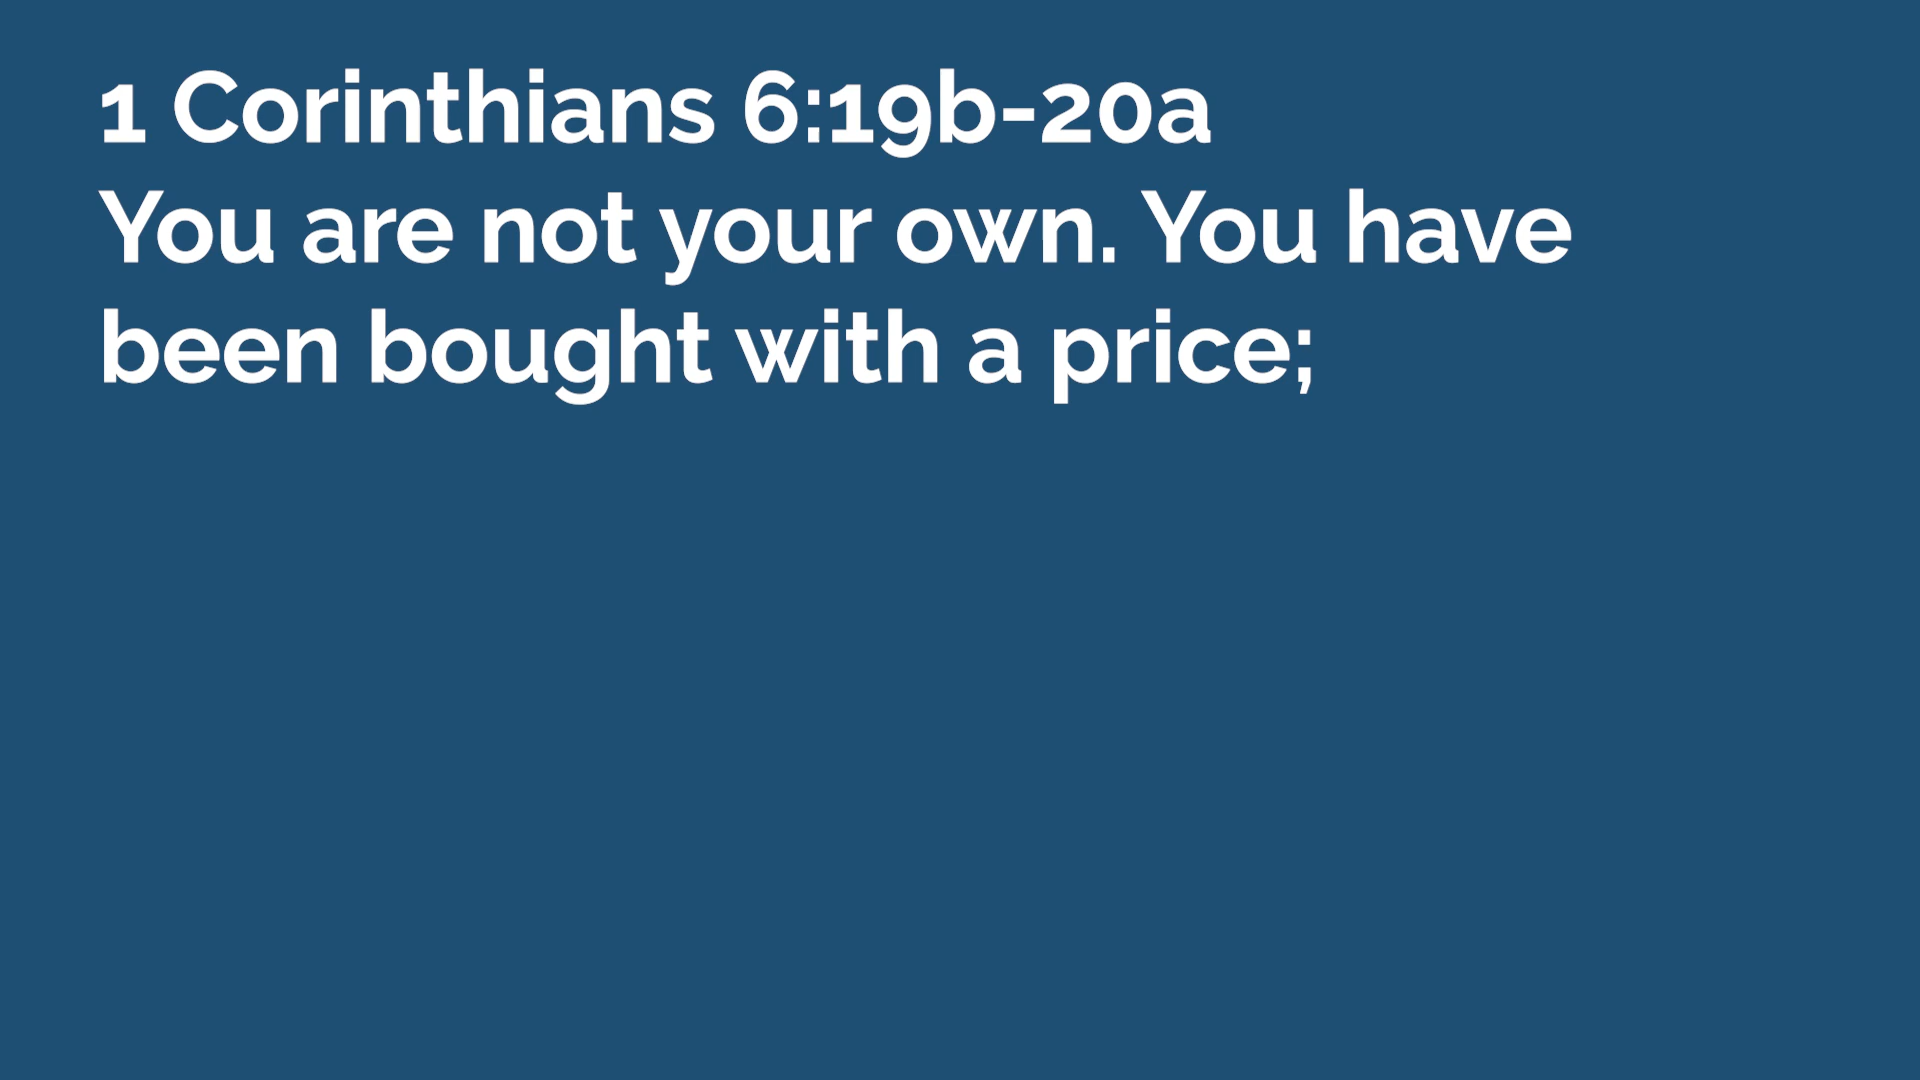 1 Corinthians 6:19b-20a
You are not your own. You have
been bought with a price;